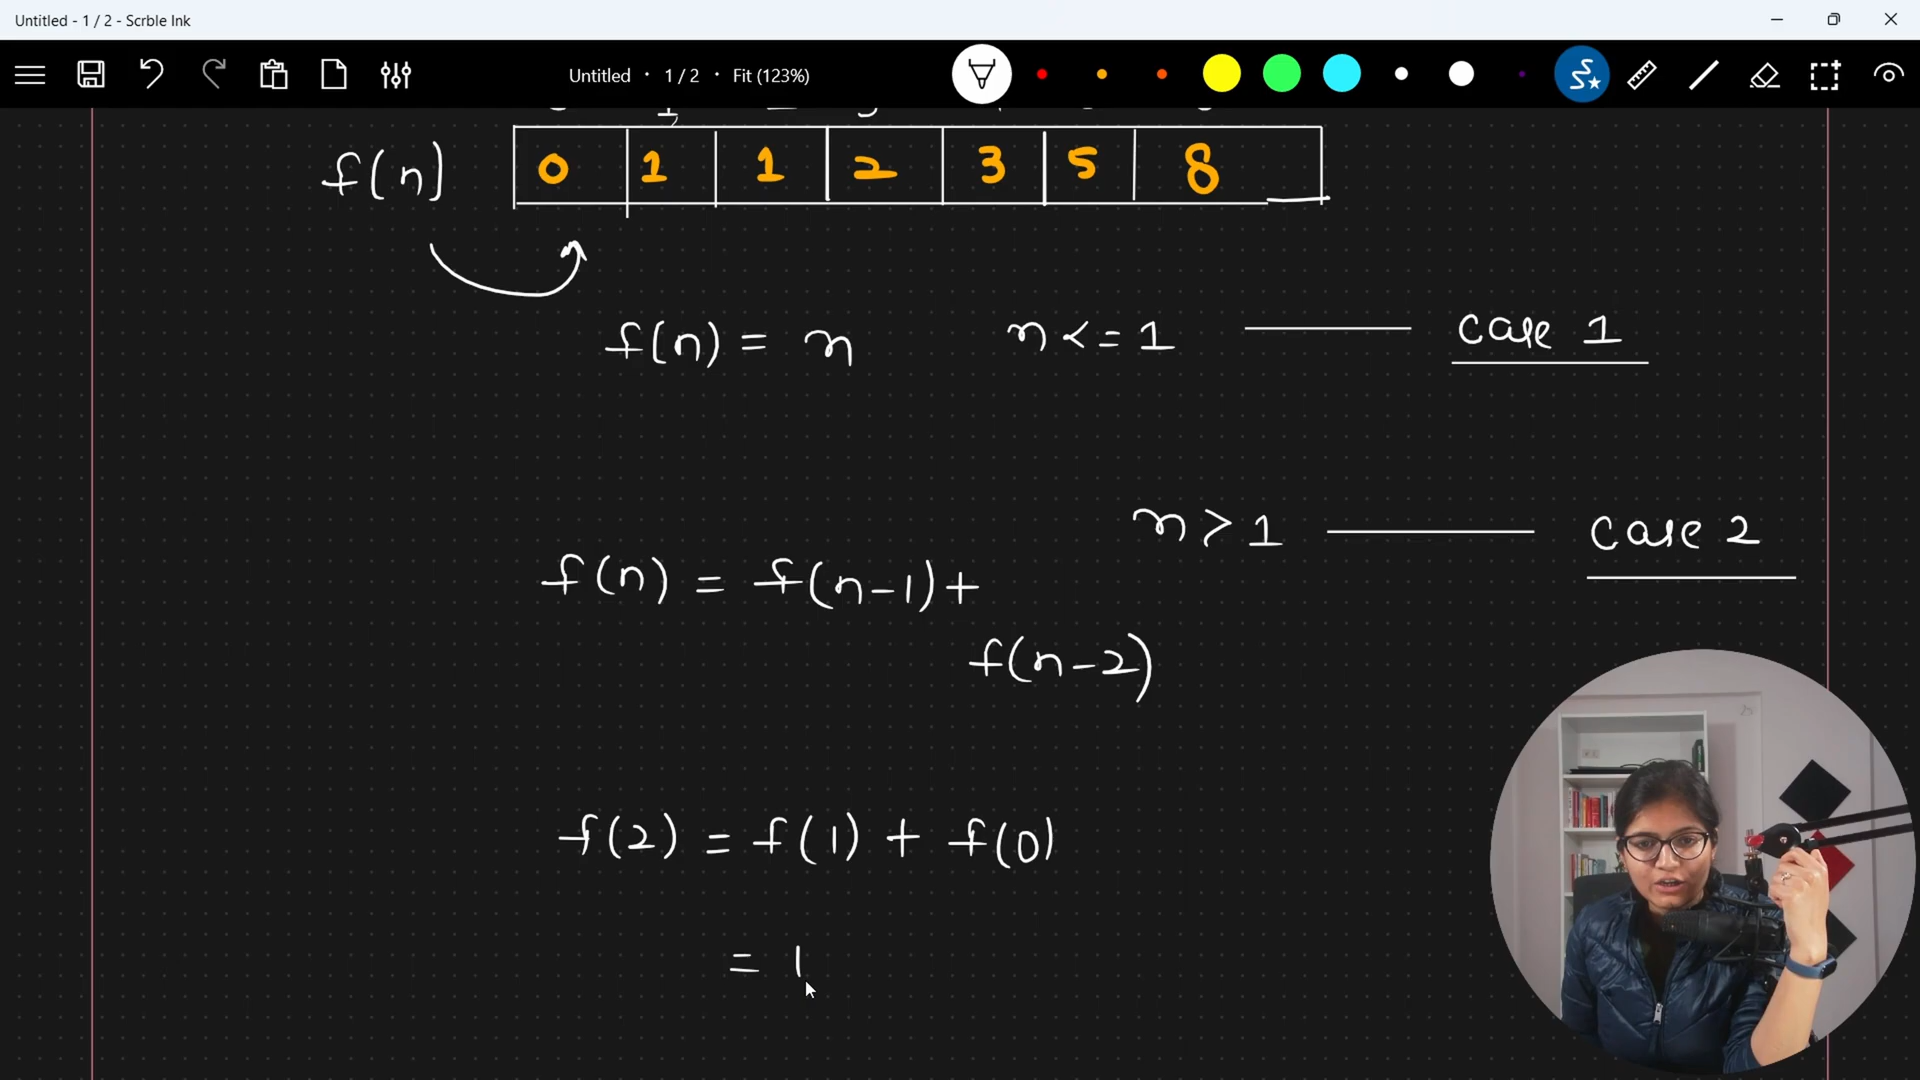 Untitled - 1 / 2 - Scrble Ink
Untitled • 1 / 2 • Fit (123%)
f(n) 0 1 1 2 3 5 8
f(n) = n n <= 1 Case 1
n > 1 Case 2
f(n) = f(n-1) +
f(n-2)
f(2) = f(1) + f(0)
= 1